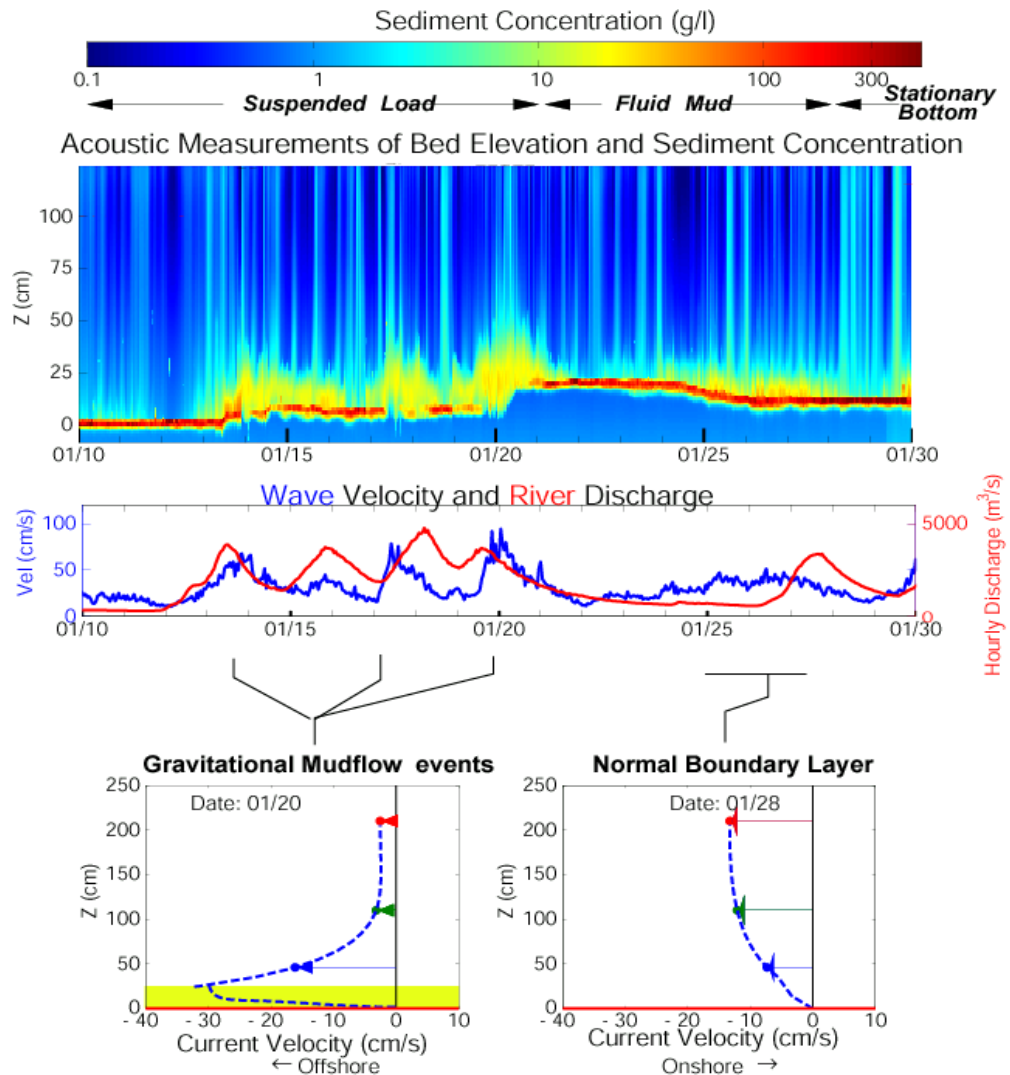 Sediment Concentration (g/l)
0.1 1 10 100 300
Suspended Load Fluid Mud Stationary Bottom
Acoustic Measurements of Bed Elevation and Sediment Concentration
Z (cm)
100
75
50
25
0
01/10 01/15 01/20 01/25 01/30
Wave Velocity and River Discharge
Vel (cm/s)
100
50
0
5000
0
Hourly Discharge (m³/s)
01/10 01/15 01/20 01/25 01/30
Gravitational Mudflow events
Date: 01/20
Z (cm)
250
200
150
100
50
0
- 40 - 30 - 20 - 10 0 10
Current Velocity (cm/s)
← Offshore
Normal Boundary Layer
Date: 01/28
Z (cm)
250
200
150
100
50
0
- 40 - 30 - 20 - 10 0 10
Current Velocity (cm/s)
Onshore →